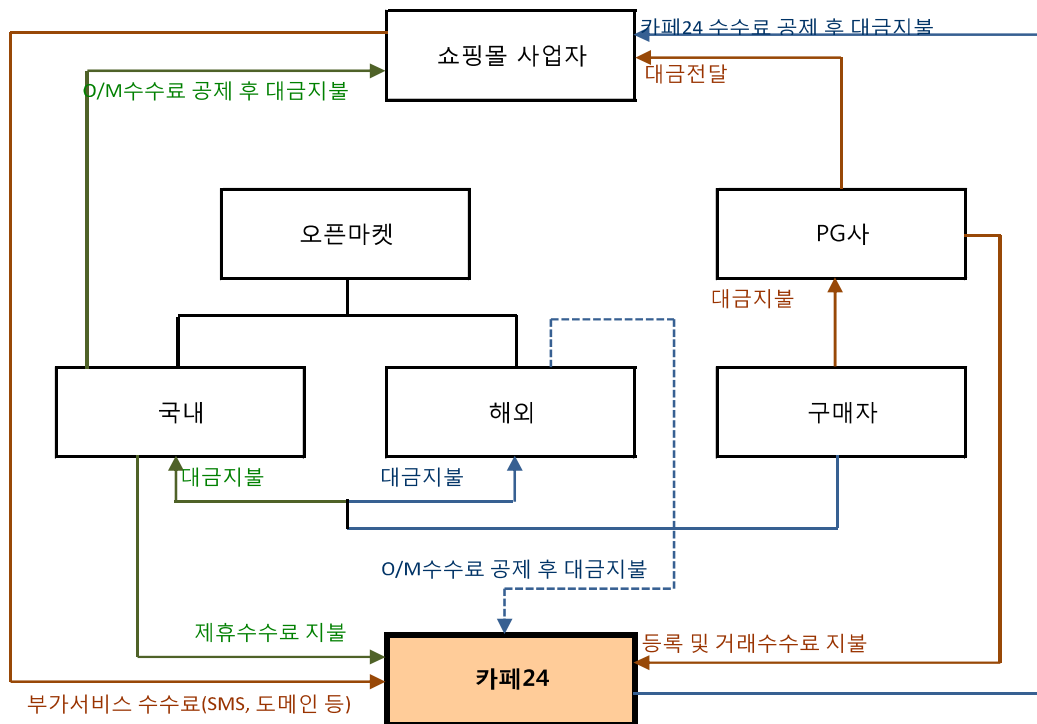 카페24 수수료 공제 후 대금지불
쇼핑몰 사업자
대금전달
O/M수수료 공제 후 대금지불
오픈마켓
PG사
대금지불
국내
해외
구매자
대금지불
대금지불
O/M수수료 공제 후 대금지불
제휴수수료 지불
등록 및 거래수수료 지불
카페24
부가서비스 수수료(SMS, 도메인 등)